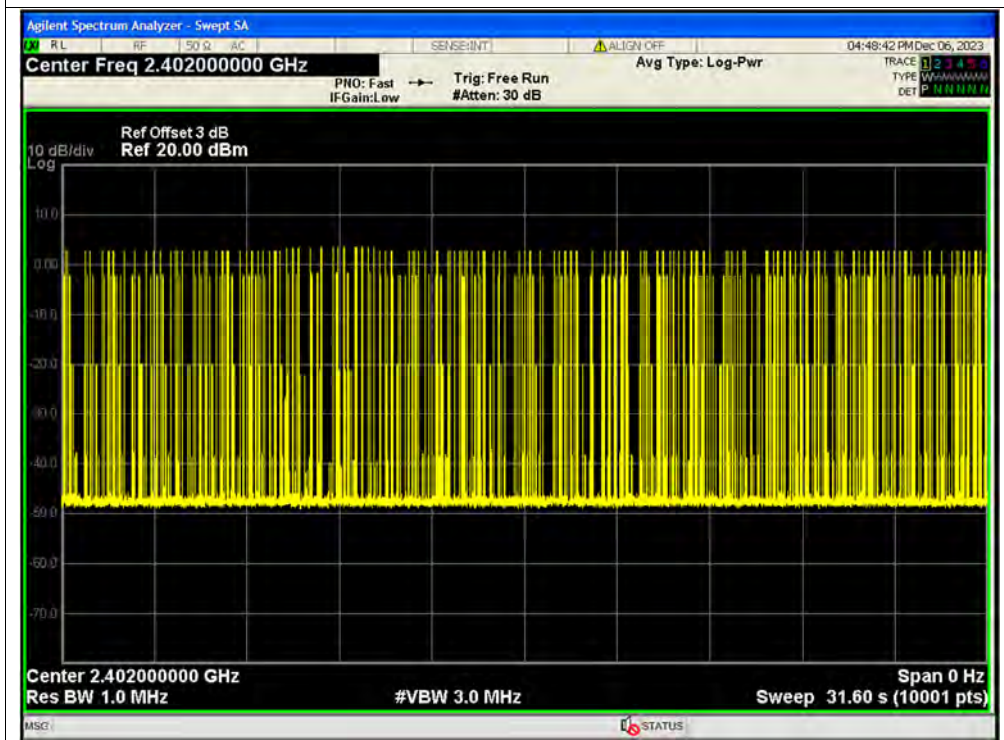 Agilent Spectrum Analyzer - Swept SA
RL RF 50 Ω AC SENSE:INT ALIGN OFF 04:48:42 PM Dec 06, 2023
Center Freq 2.402000000 GHz Avg Type: Log-Pwr TRACE 1 2 3 4 5 6
PNO: Fast Trig: Free Run TYPE
IFGain:Low #Atten: 30 dB DET P N N N N N
Ref Offset 3 dB
10 dB/div Ref 20.00 dBm
Log
10.0
0.00
-10.0
-20.0
-30.0
-40.0
-50.0
-60.0
-70.0
Center 2.402000000 GHz Span 0 Hz
Res BW 1.0 MHz #VBW 3.0 MHz Sweep 31.60 s (10001 pts)
MSG STATUS